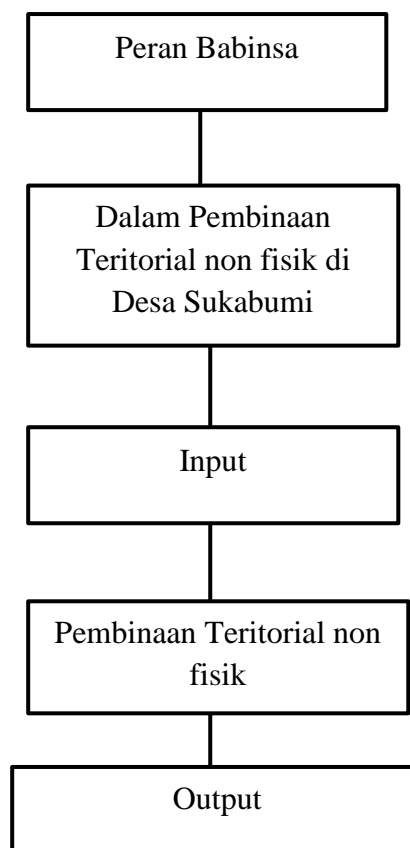 Peran Babinsa
Dalam Pembinaan
Teritorial non fisik di
Desa Sukabumi
Input
Pembinaan Teritorial non
fisik
Output